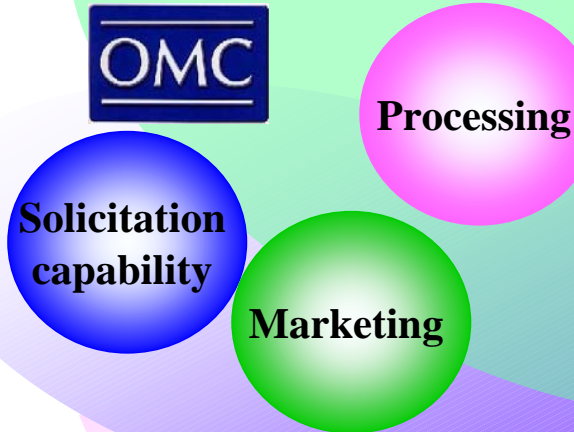 OMC
Processing
Solicitation
capability
Marketing